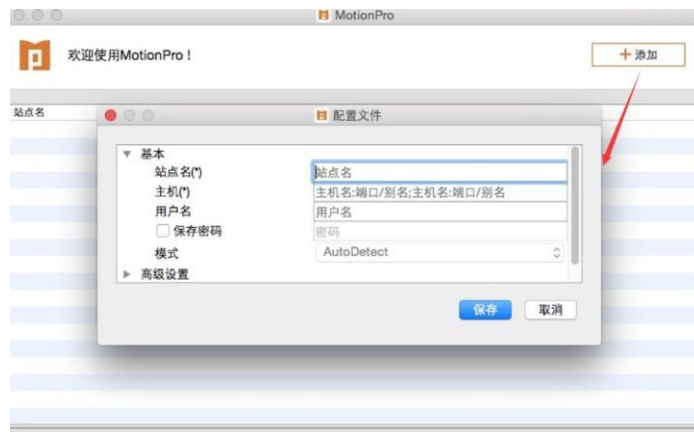 MotionPro
欢迎使用MotionPro！
＋添加
站点名
配置文件
基本
站点名(*) 站点名
主机(*) 主机名:端口/别名;主机名:端口/别名
用户名 用户名
保存密码 密码
模式 AutoDetect
高级设置
保存 取消